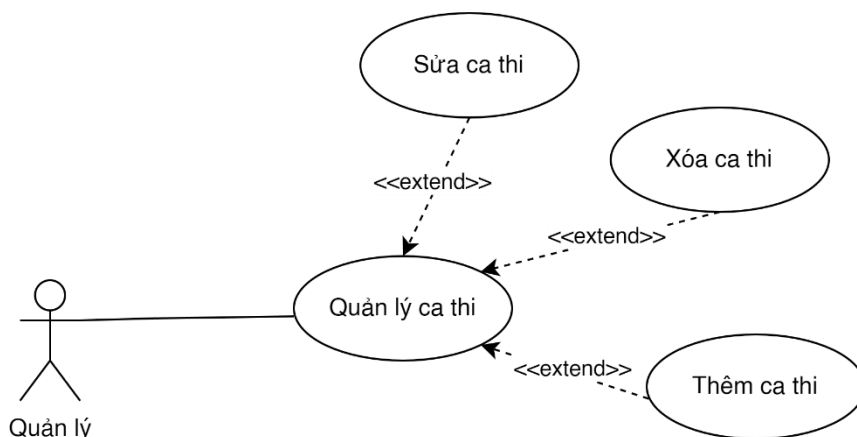 Sửa ca thi
Xóa ca thi
<<extend>>
<<extend>>
Quản lý ca thi
<<extend>>
Thêm ca thi
Quản lý